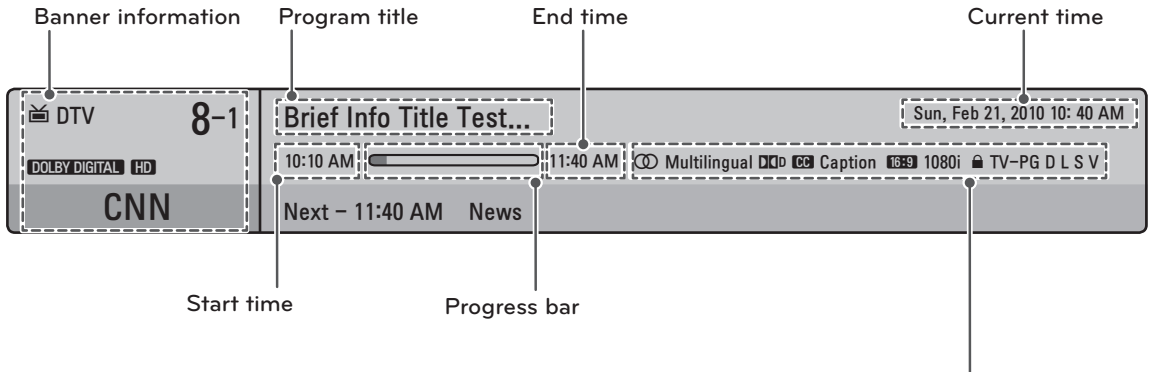 Banner information Program title End time Current time
DTV 8-1 Brief Info Title Test... Sun, Feb 21, 2010 10: 40 AM
DOLBY DIGITAL HD 10:10 AM 11:40 AM Multilingual DD D CC Caption 16:9 1080i TV-PG D L S V
CNN Next - 11:40 AM News
Start time Progress bar